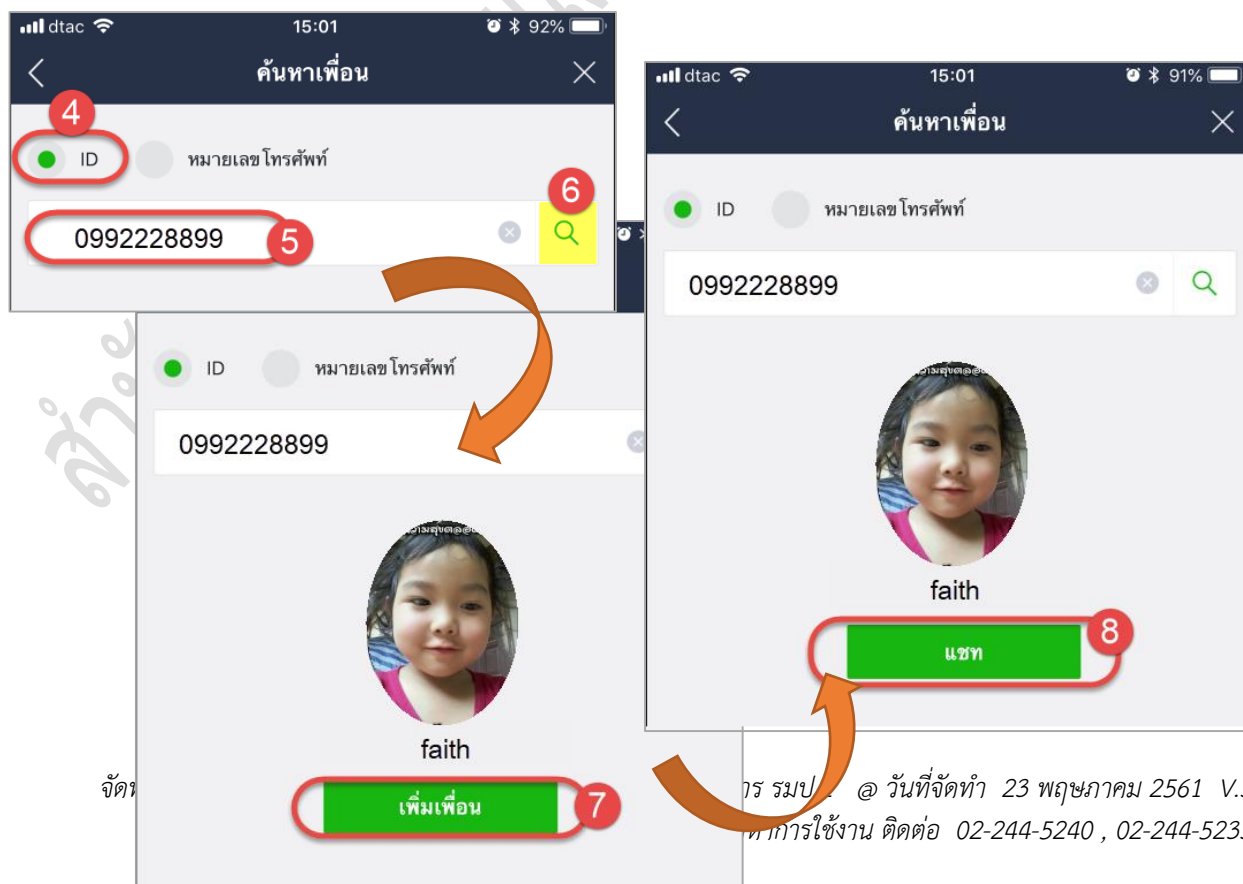 dtac 15:01 92%
ค้นหาเพื่อน
4
ID หมายเลขโทรศัพท์
6
0992228899 5
dtac 15:01 91%
ค้นหาเพื่อน
ID หมายเลขโทรศัพท์
0992228899
faith
แชท 8
ID หมายเลขโทรศัพท์
0992228899
faith
เพิ่มเพื่อน 7
@ วันที่จัดทำ 23 พฤษภาคม 2561
การใช้งาน ติดต่อ 02-244-5240 , 02-244-523